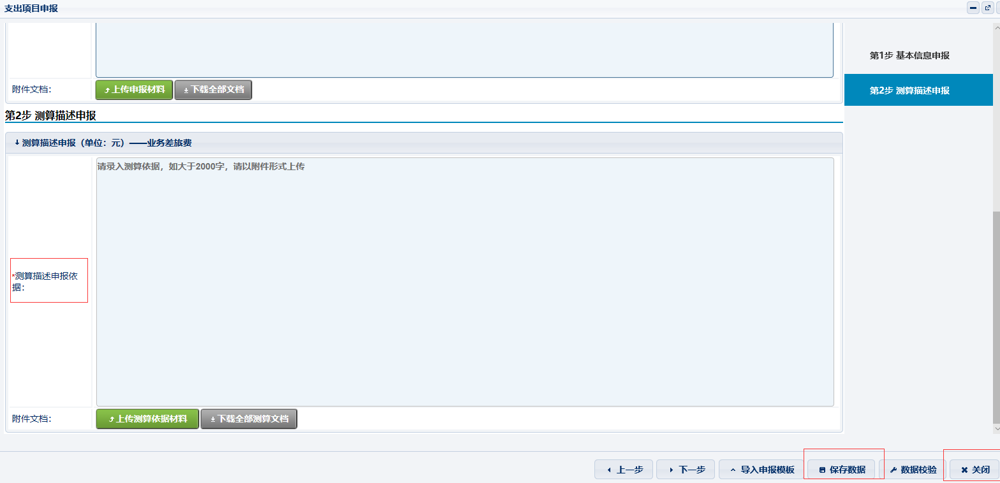 支出项目申报
第1步 基本信息申报
附件文档：
上传申报材料
下载全部文档
第2步 测算描述申报
第2步 测算描述申报
测算描述申报（单位：元）——业务差旅费
请录入测算依据，如大于2000字，请以附件形式上传
*测算描述申报依
据：
附件文档：
上传测算依据材料
下载全部测算文档
上一步
下一步
导入申报模板
保存数据
数据校验
关闭